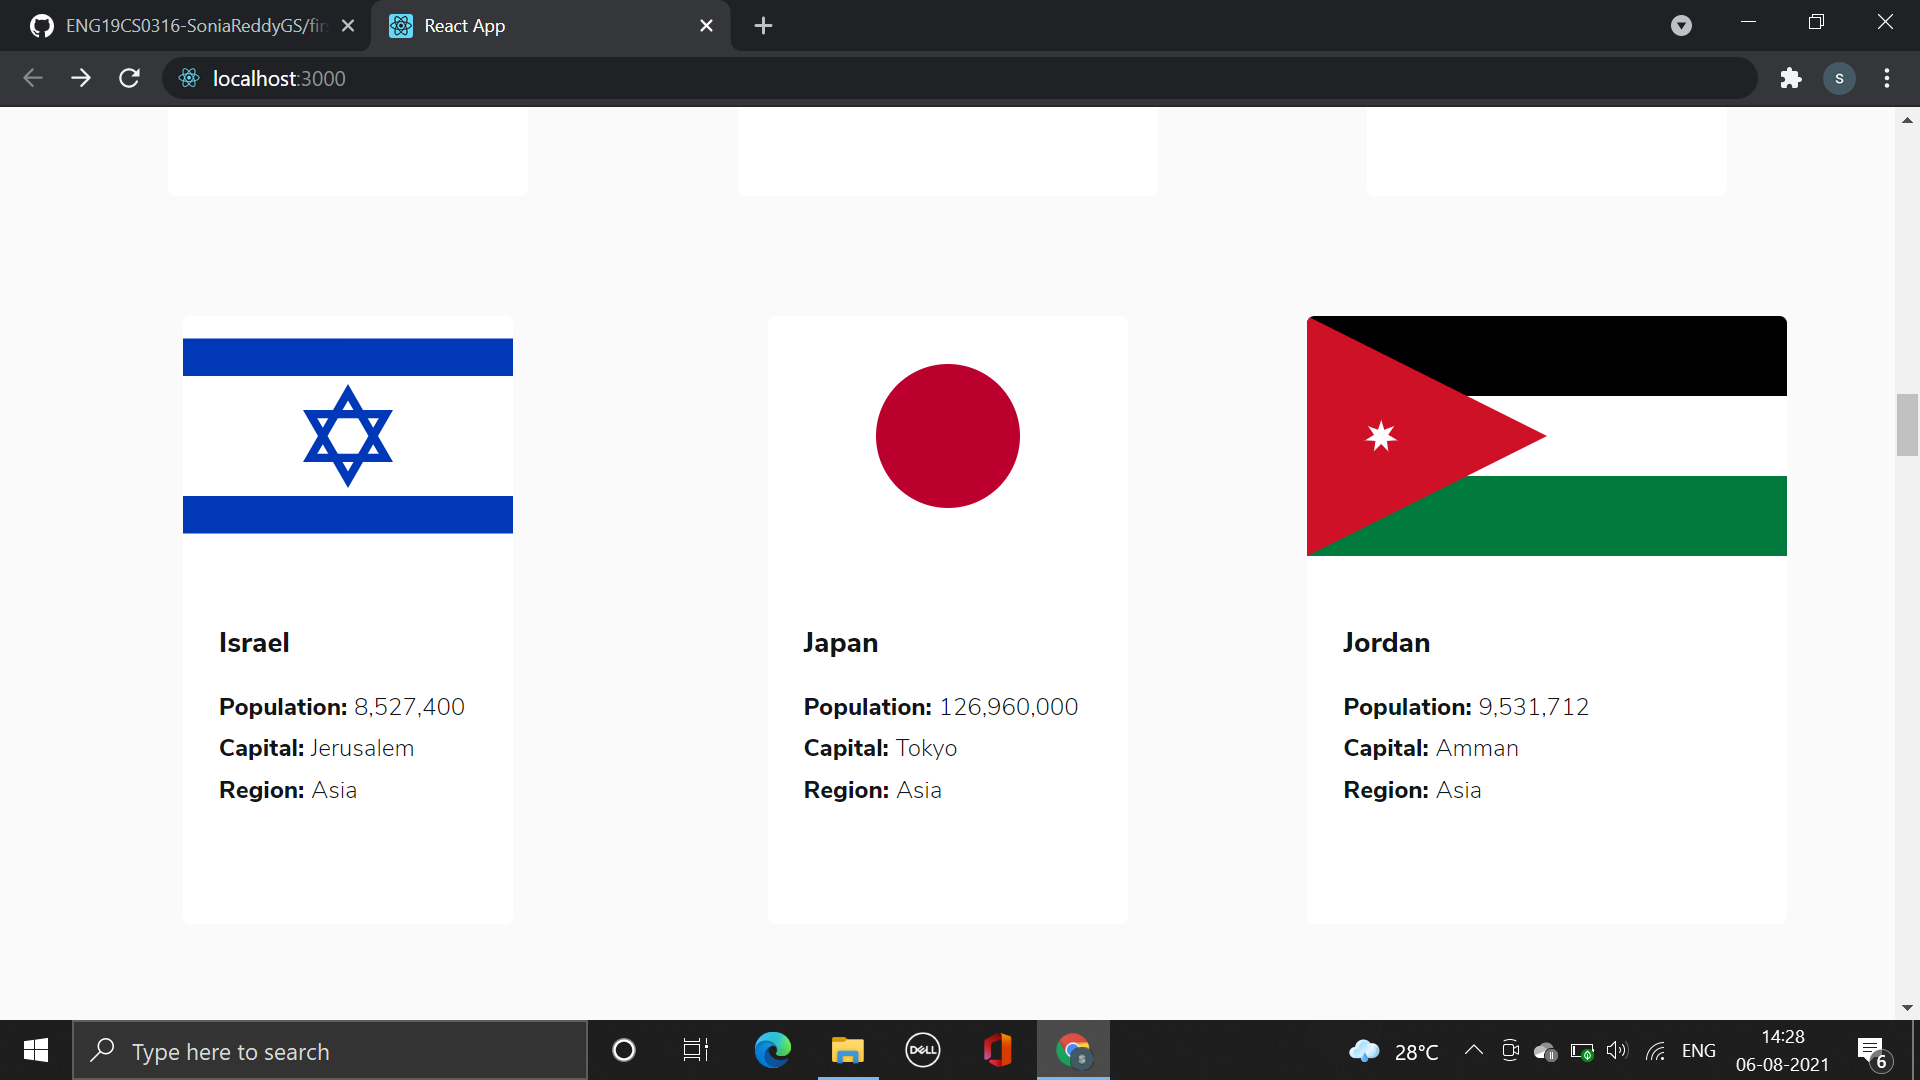 ENG19CS0316-SoniaReddyGS/fir
React App
localhost:3000
s
Israel
Population: 8,527,400
Capital: Jerusalem
Region: Asia
Japan
Population: 126,960,000
Capital: Tokyo
Region: Asia
Jordan
Population: 9,531,712
Capital: Amman
Region: Asia
Type here to search
DELL
s
28°C
ENG
14:28
06-08-2021
6